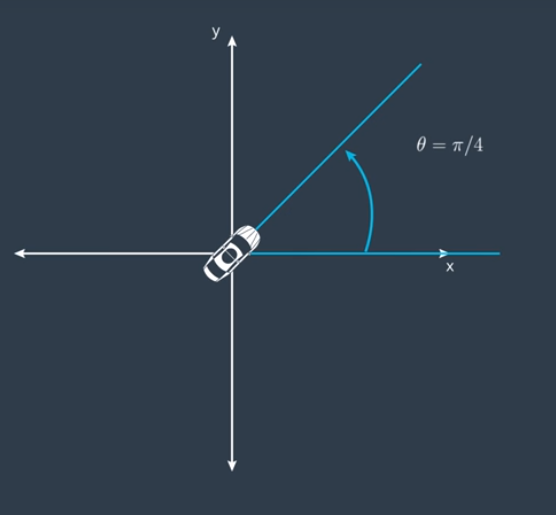 y
θ = π/4
x